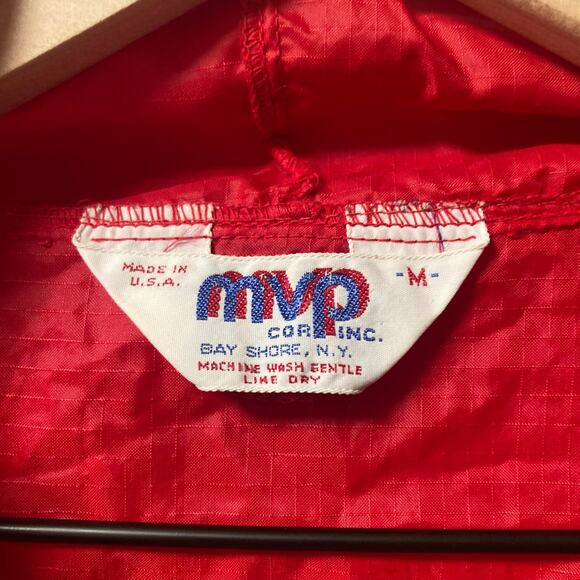 MADE IN
U.S.A.
mvp
CORP INC.
BAY SHORE, N.Y.
MACHINE WASH GENTLE
LINE DRY
-M-